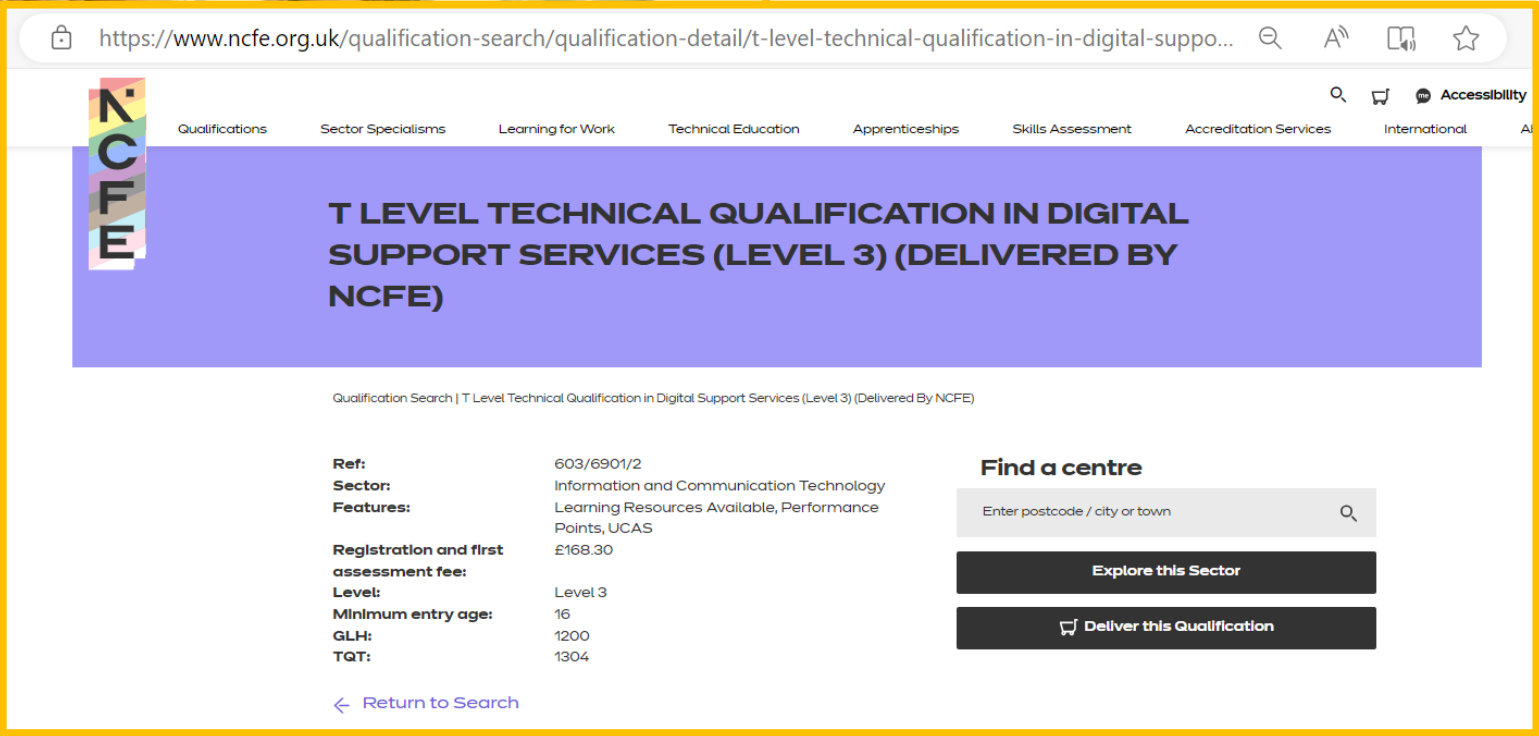 https://www.ncfe.org.uk/qualification-search/qualification-detail/t-level-technical-qualification-in-digital-suppo...
NCFE
me Accessibility
Qualifications Sector Specialisms Learning for Work Technical Education Apprenticeships Skills Assessment Accreditation Services International
T LEVEL TECHNICAL QUALIFICATION IN DIGITAL
SUPPORT SERVICES (LEVEL 3) (DELIVERED BY
NCFE)
Qualification Search | T Level Technical Qualification in Digital Support Services (Level 3) (Delivered By NCFE)
Ref: 603/6901/2
Sector: Information and Communication Technology
Features: Learning Resources Available, Performance
Points, UCAS
Registration and first £168.30
assessment fee:
Level: Level 3
Minimum entry age: 16
GLH: 1200
TQT: 1304
Return to Search
Find a centre
Enter postcode / city or town
Explore this Sector
Deliver this Qualification